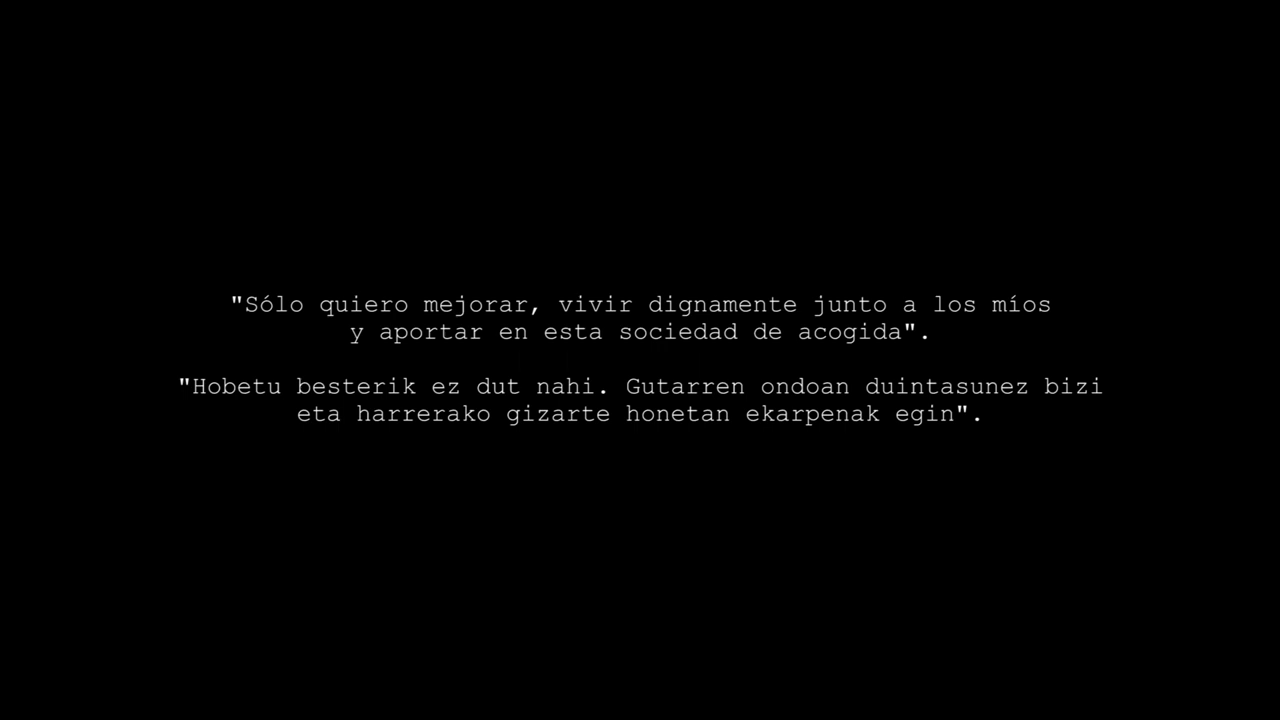 "Sólo quiero mejorar, vivir dignamente junto a los míos
y aportar en esta sociedad de acogida".
"Hobetu besterik ez dut nahi. Gutarren ondoan duintasunez bizi
eta harrerako gizarte honetan ekarpenak egin".